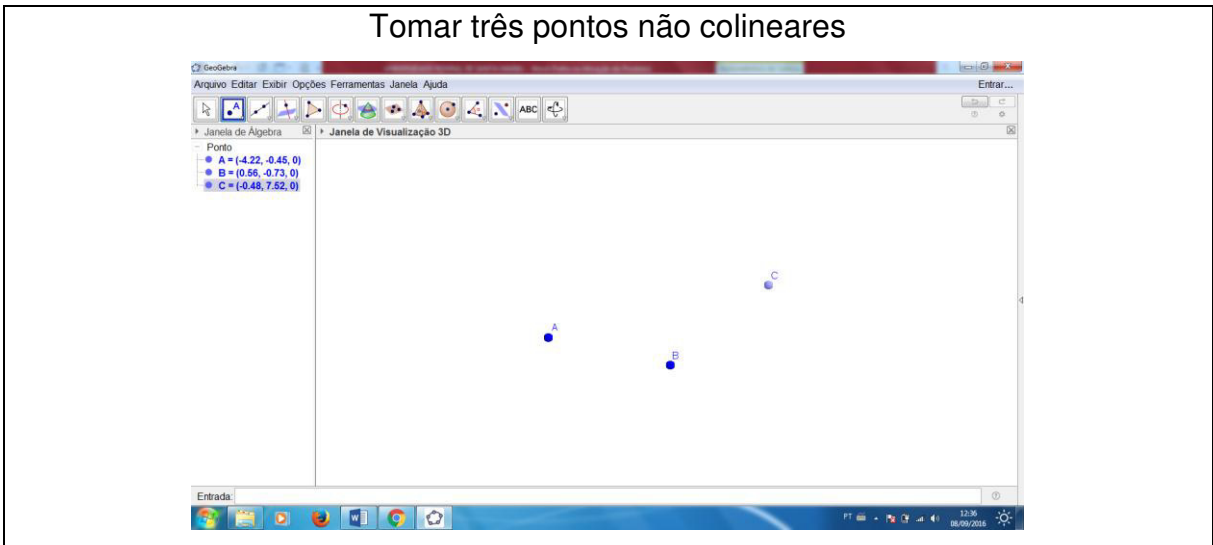 Tomar três pontos não colineares
GeoGebra
Arquivo Editar Exibir Opções Ferramentas Janela Ajuda
Entrar...
A
ABC
Janela de Álgebra
Janela de Visualização 3D
Ponto
A = (-4.22, -0.45, 0)
B = (0.56, -0.73, 0)
C = (-0.48, 7.52, 0)
C
A
B
Entrada:
PT
12:36
08/09/2016